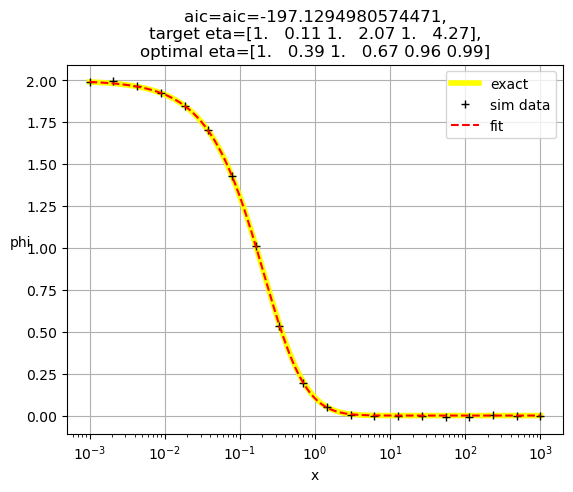 aic=aic=-197.1294980574471,
target eta=[1.   0.11 1.   2.07 1.   4.27],
optimal eta=[1.   0.39 1.   0.67 0.96 0.99]
2.00
1.75
1.50
1.25
1.00
0.75
0.50
0.25
0.00
phi
exact
sim data
fit
10⁻³
10⁻²
10⁻¹
10⁰
10¹
10²
10³
x